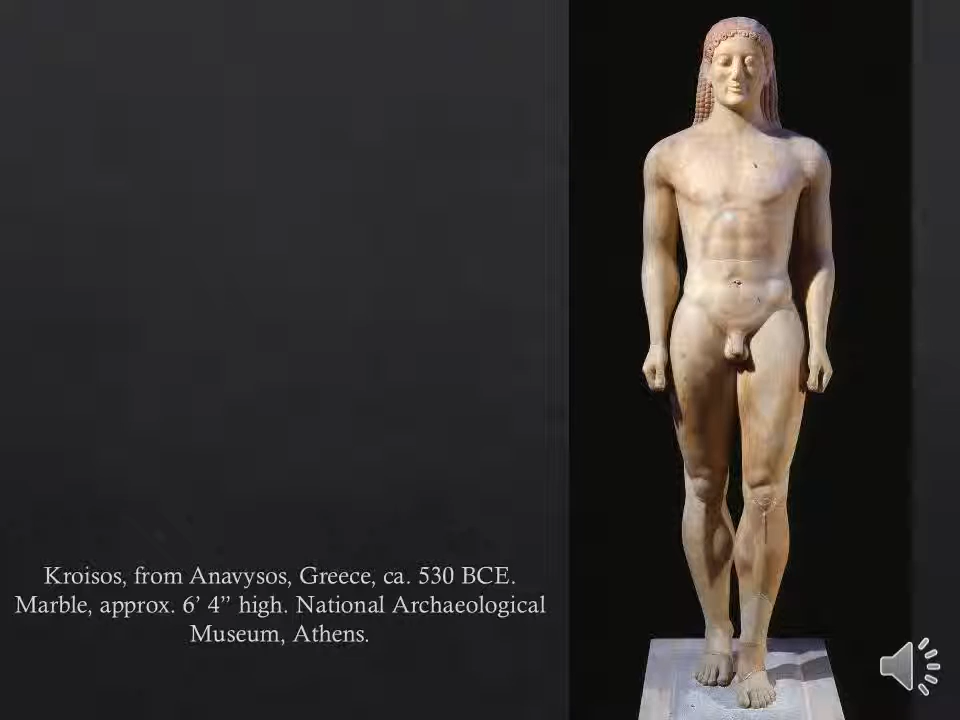 Kroisos, from Anavysos, Greece, ca. 530 BCE.
Marble, approx. 6’ 4” high. National Archaeological
Museum, Athens.